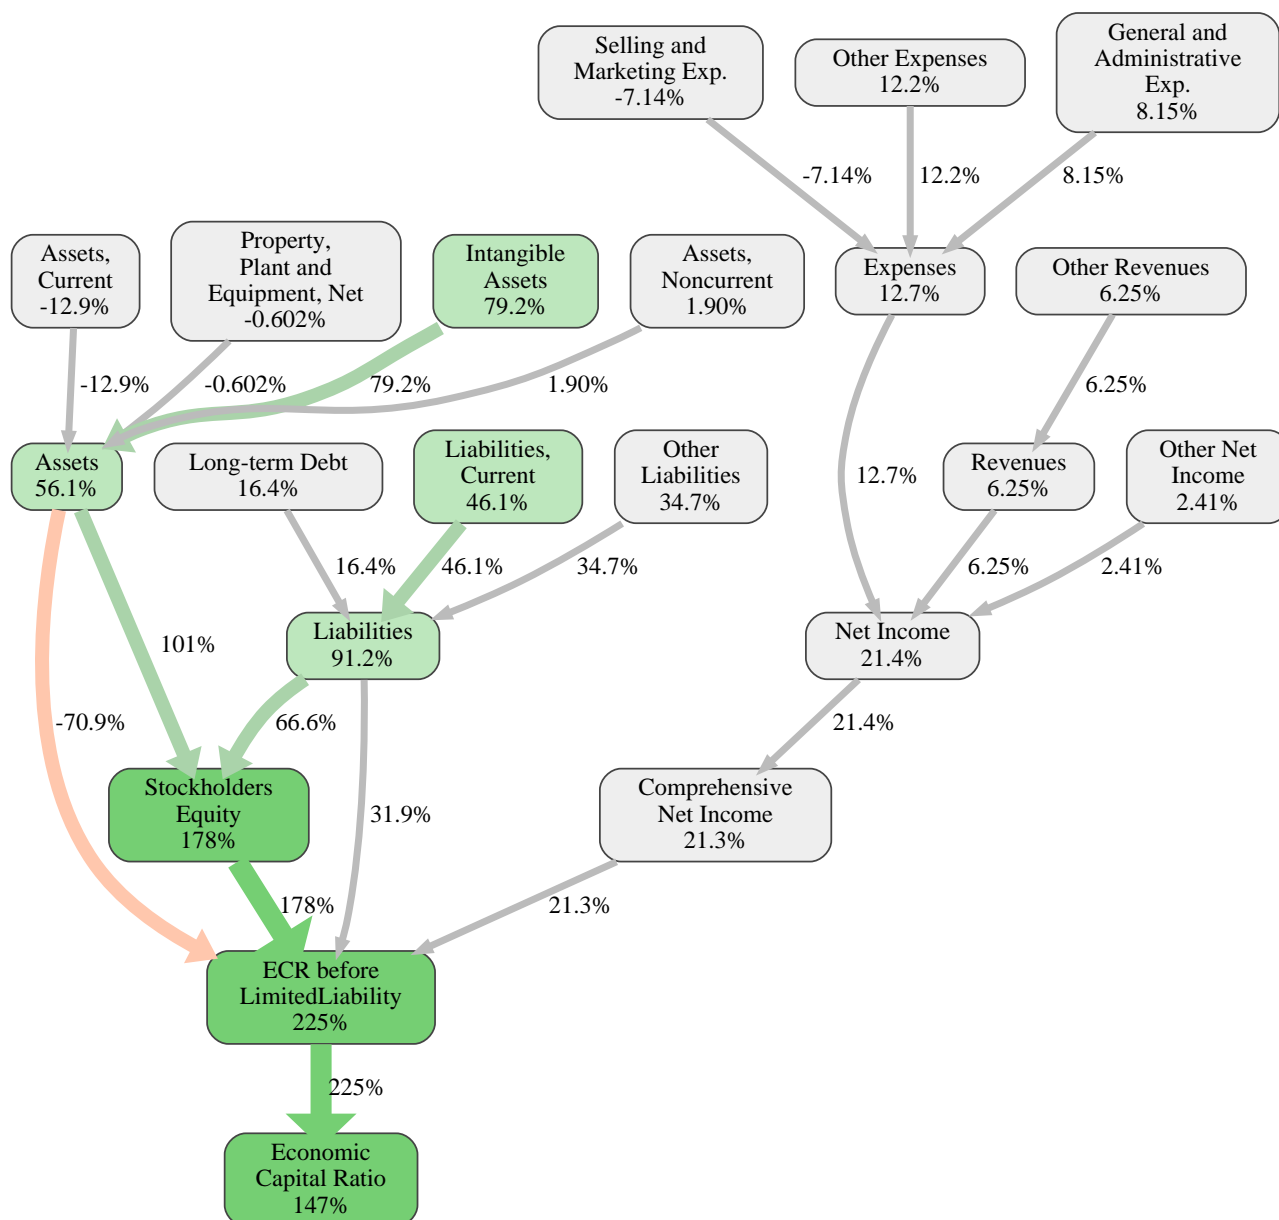 Selling and
Marketing Exp.
-7.14%
Other Expenses
12.2%
General and
Administrative
Exp.
8.15%
-7.14%
12.2%
8.15%
Assets,
Current
-12.9%
Property,
Plant and
Equipment, Net
-0.602%
Intangible
Assets
79.2%
Assets,
Noncurrent
1.90%
Expenses
12.7%
Other Revenues
6.25%
-12.9%
-0.602%
79.2%
1.90%
6.25%
Assets
56.1%
Long-term Debt
16.4%
Liabilities,
Current
46.1%
Other
Liabilities
34.7%
12.7%
Revenues
6.25%
Other Net
Income
2.41%
16.4%
46.1%
34.7%
6.25%
2.41%
101%
Liabilities
91.2%
Net Income
21.4%
-70.9%
66.6%
21.4%
Stockholders
Equity
178%
31.9%
Comprehensive
Net Income
21.3%
178%
21.3%
ECR before
LimitedLiability
225%
225%
Economic
Capital Ratio
147%